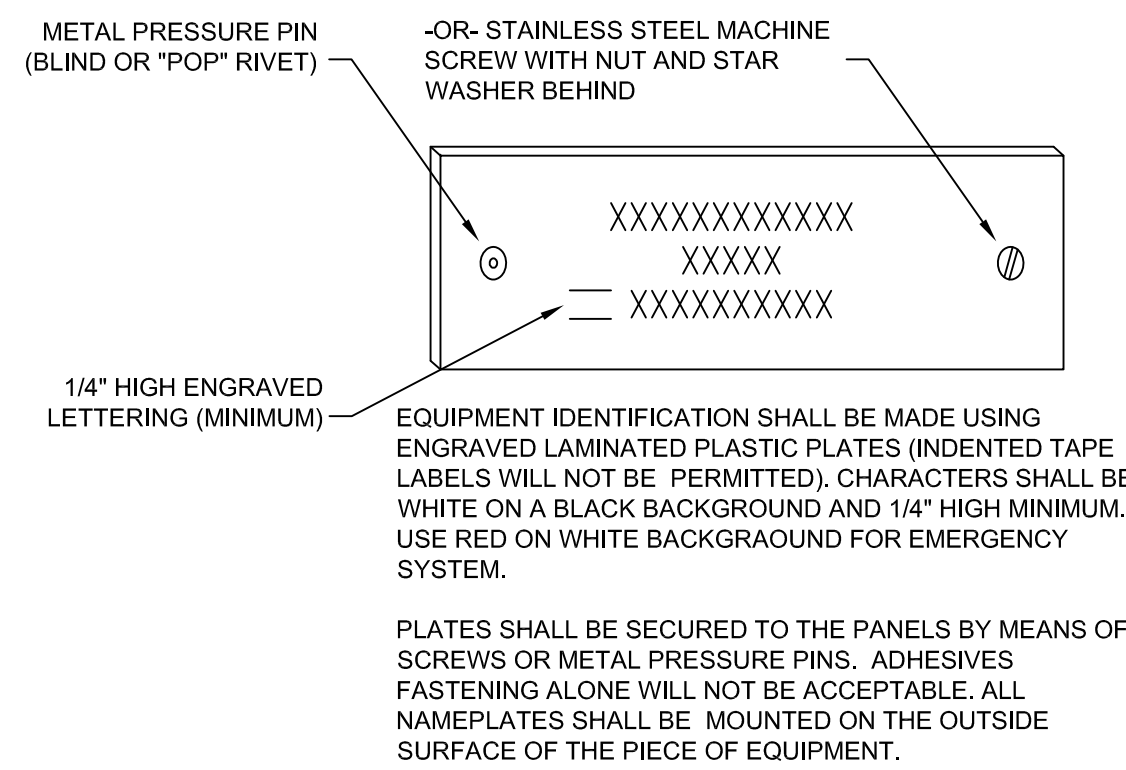 METAL PRESSURE PIN
(BLIND OR "POP" RIVET)
-OR- STAINLESS STEEL MACHINE
SCREW WITH NUT AND STAR
WASHER BEHIND
XXXXXXXXXXXX
XXXXX
XXXXXXXXXX
1/4" HIGH ENGRAVED
LETTERING (MINIMUM)
EQUIPMENT IDENTIFICATION SHALL BE MADE USING
ENGRAVED LAMINATED PLASTIC PLATES (INDENTED TAPE
LABELS WILL NOT BE PERMITTED). CHARACTERS SHALL BE
WHITE ON A BLACK BACKGROUND AND 1/4" HIGH MINIMUM.
USE RED ON WHITE BACKGRAOUND FOR EMERGENCY
SYSTEM.
PLATES SHALL BE SECURED TO THE PANELS BY MEANS OF
SCREWS OR METAL PRESSURE PINS. ADHESIVES
FASTENING ALONE WILL NOT BE ACCEPTABLE. ALL
NAMEPLATES SHALL BE MOUNTED ON THE OUTSIDE
SURFACE OF THE PIECE OF EQUIPMENT.